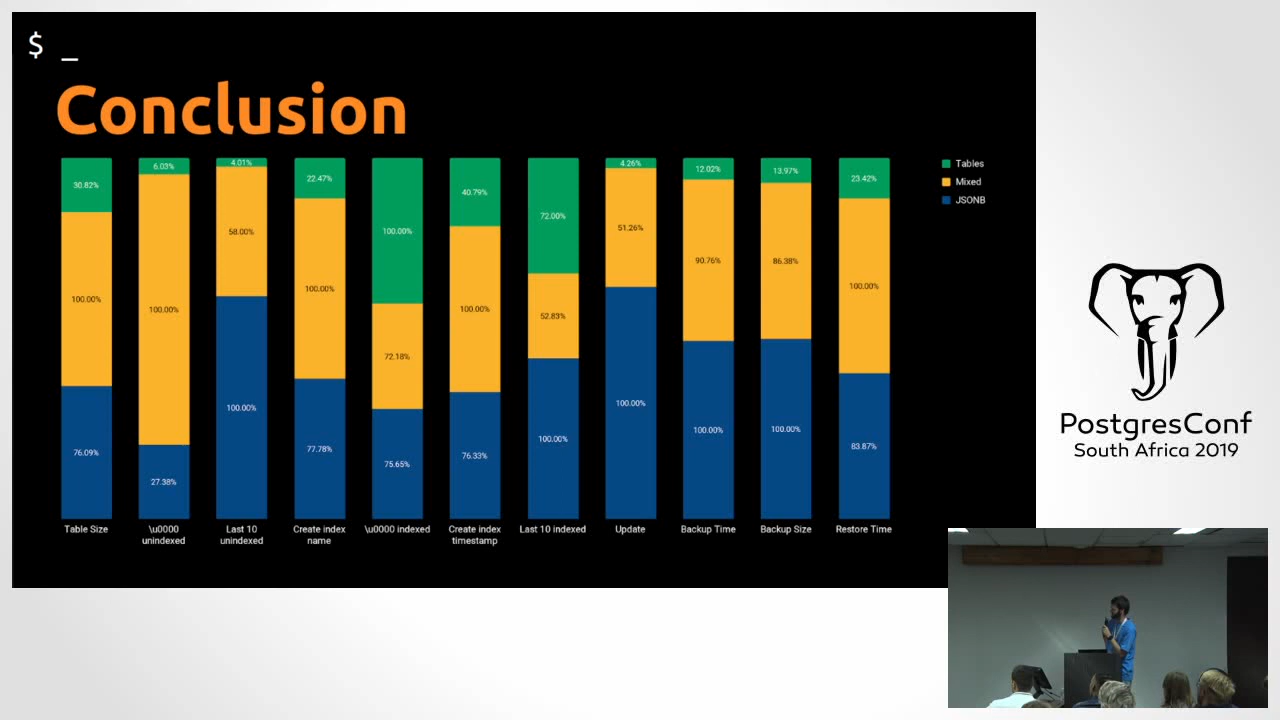 $ _
Conclusion
30.82%
6.03%
4.01%
22.47%
100.00%
40.79%
72.00%
4.26%
12.02%
13.97%
23.42%
100.00%
100.00%
58.00%
100.00%
72.18%
100.00%
52.83%
51.26%
90.76%
86.38%
100.00%
76.09%
27.38%
100.00%
77.78%
75.65%
76.33%
100.00%
100.00%
100.00%
100.00%
83.87%
Table Size
\u0000
unindexed
Last 10
unindexed
Create index
name
\u0000 indexed
Create index
timestamp
Last 10 indexed
Update
Backup Time
Backup Size
Restore Time
Tables
Mixed
JSONB
PostgresConf
South Africa 2019